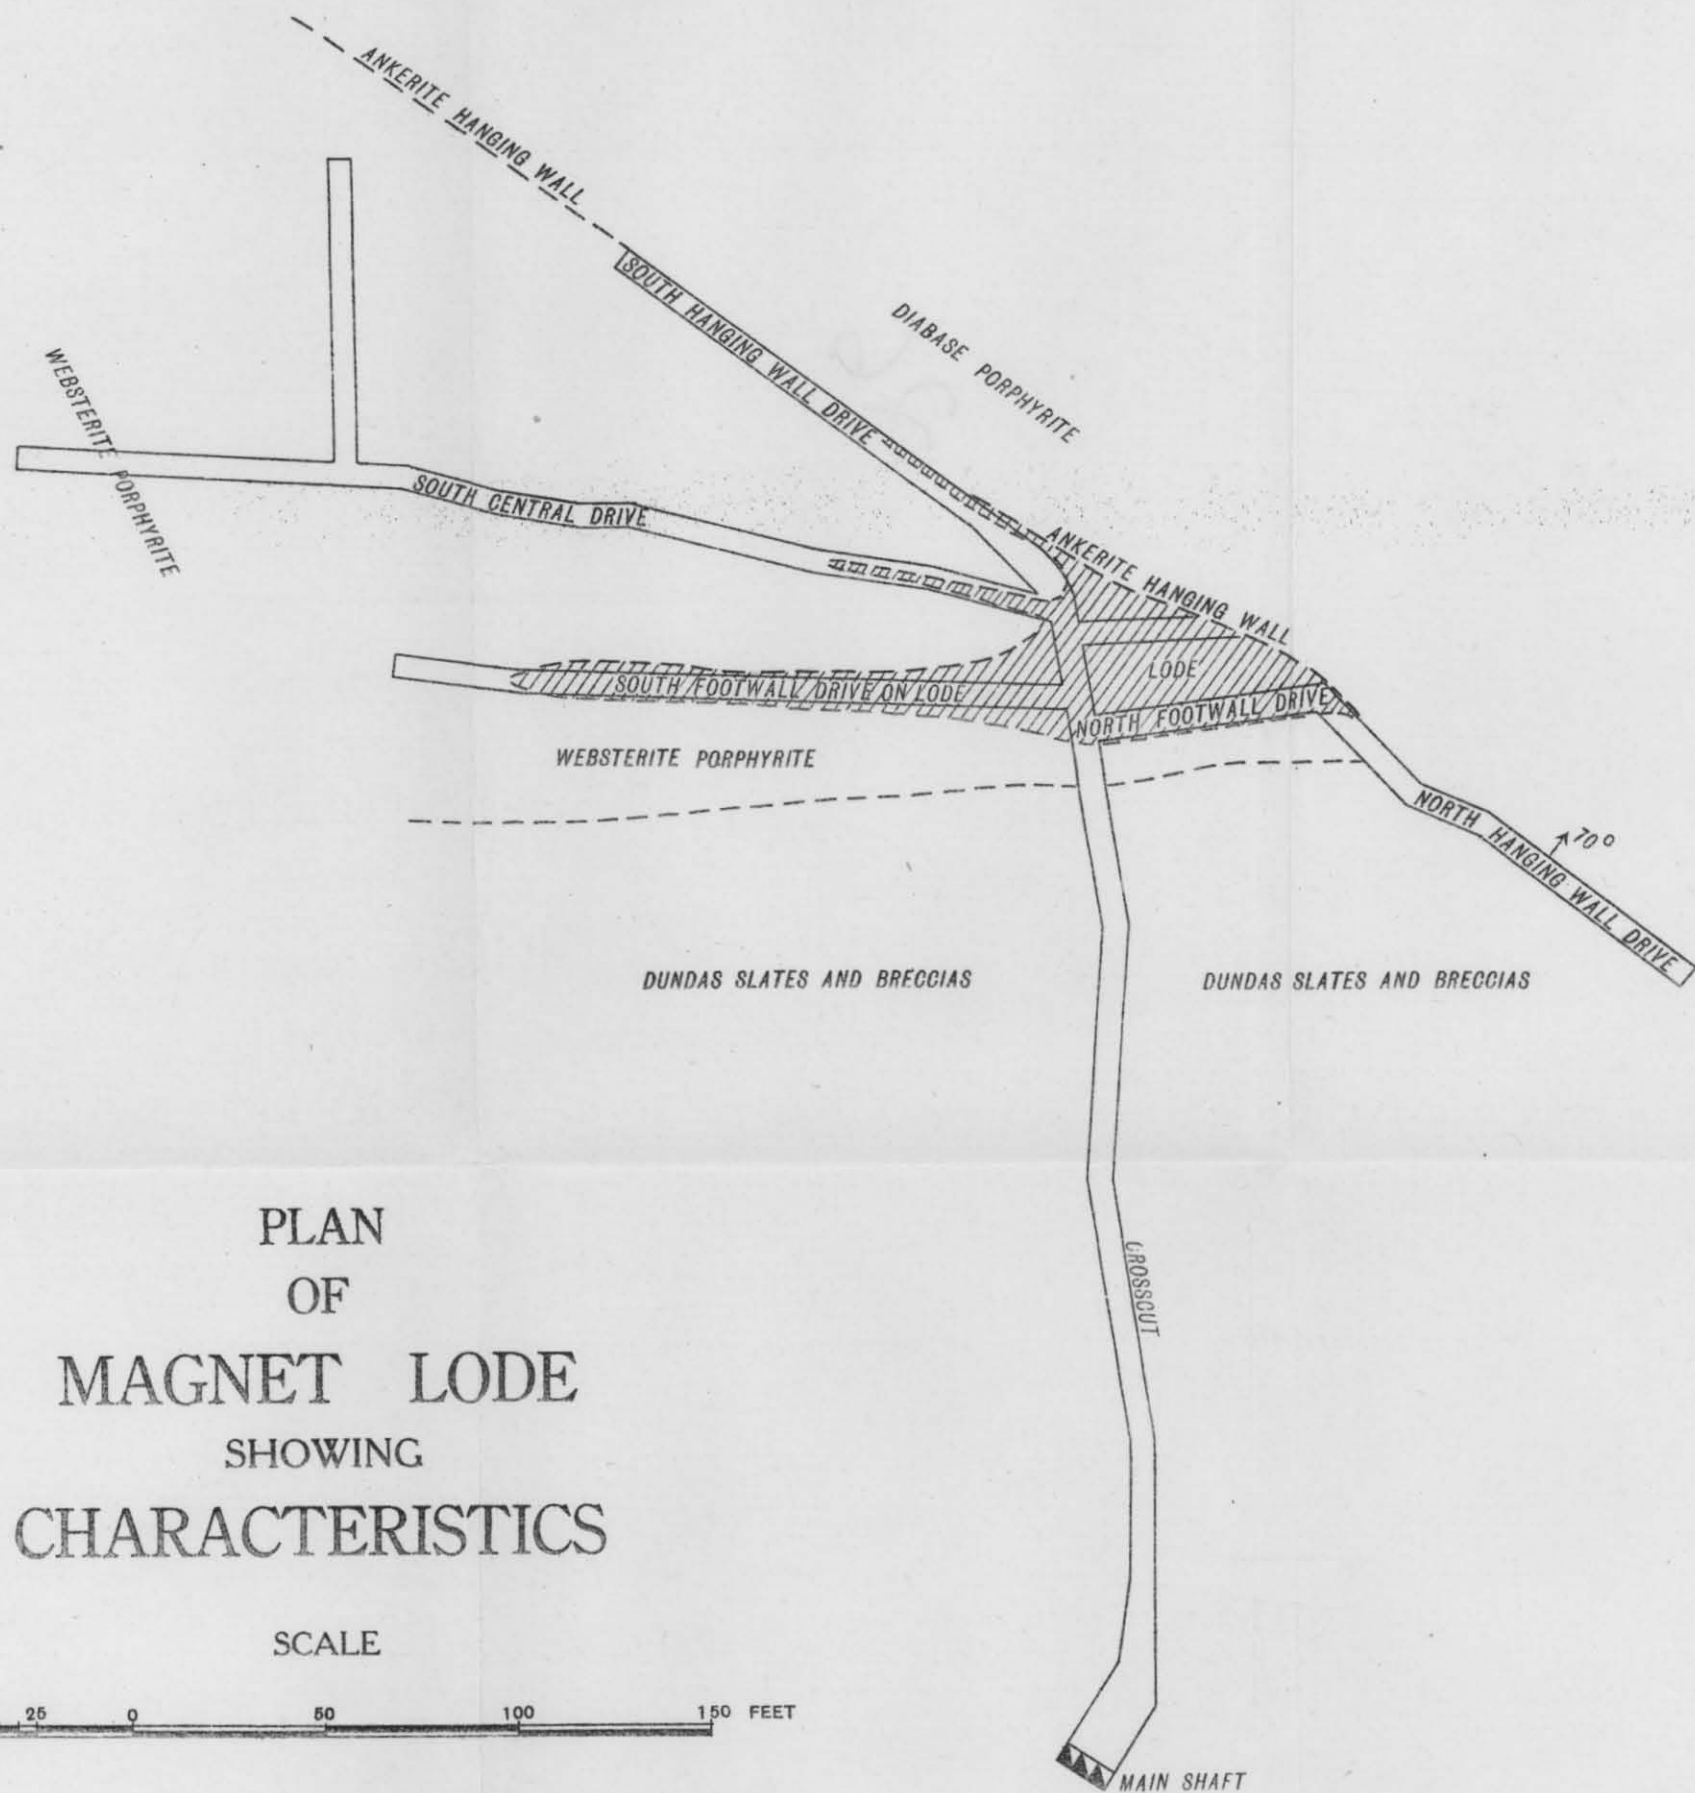 ANKERITE HANGING WALL
SOUTH HANGING WALL DRIVE
DIABASE PORPHYRITE
WEBSTERITE PORPHYRITE
SOUTH CENTRAL DRIVE
ANKERITE HANGING WALL
LODE
SOUTH FOOTWALL DRIVE ON LODE
NORTH FOOTWALL DRIVE
WEBSTERITE PORPHYRITE
NORTH HANGING WALL DRIVE
70°
DUNDAS SLATES AND BRECCIAS
DUNDAS SLATES AND BRECCIAS
CROSSCUT
PLAN
OF
MAGNET LODE
SHOWING
CHARACTERISTICS
SCALE
25 0 50 100 150 FEET
MAIN SHAFT